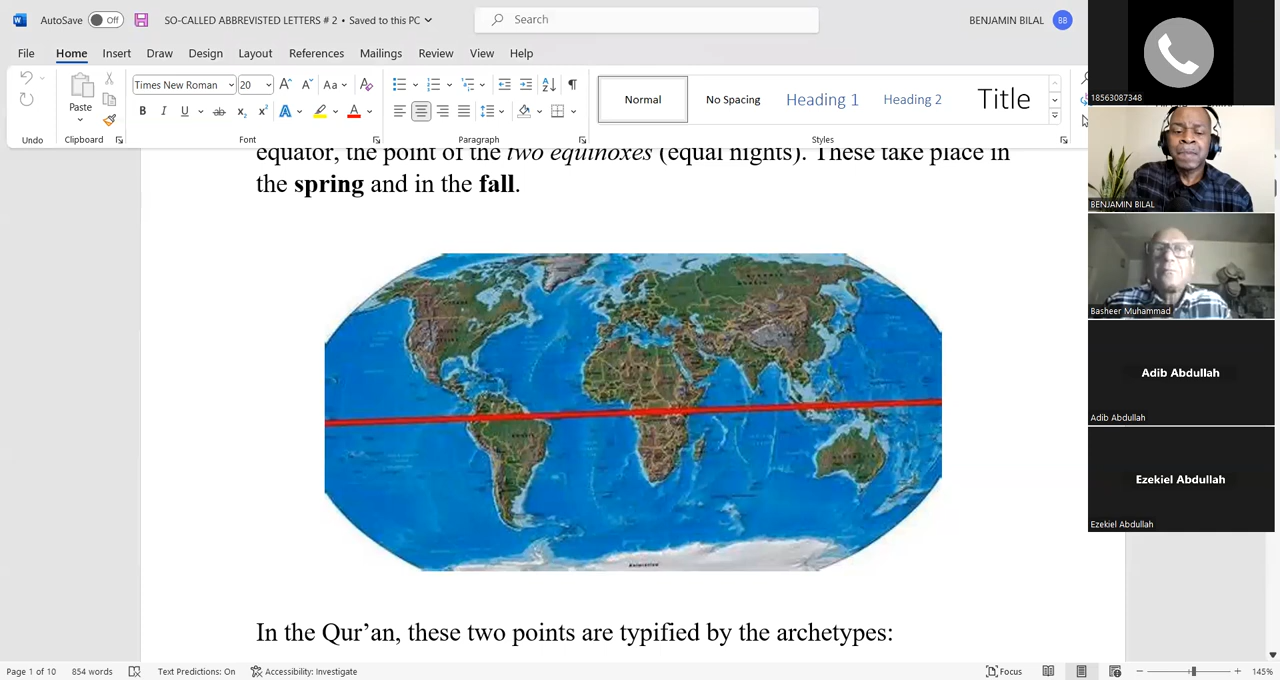 AutoSave Off SO-CALLED ABBREVISTED LETTERS # 2 • Saved to this PC Search BENJAMIN BILAL BB
File Home Insert Draw Design Layout References Mailings Review View Help
Times New Roman 20 Aa
Paste
B I U ab x₂ x² A A
Normal No Spacing Heading 1 Heading 2 Title
Undo Clipboard Font Paragraph Styles
equator, the point of the two equinoxes (equal nights). These take place in
the spring and in the fall.
In the Qur’an, these two points are typified by the archetypes:
18563087348
BENJAMIN BILAL
Basheer Muhammad
Adib Abdullah
Adib Abdullah
Ezekiel Abdullah
Ezekiel Abdullah
Page 1 of 10 854 words Text Predictions: On Accessibility: Investigate Focus 145%